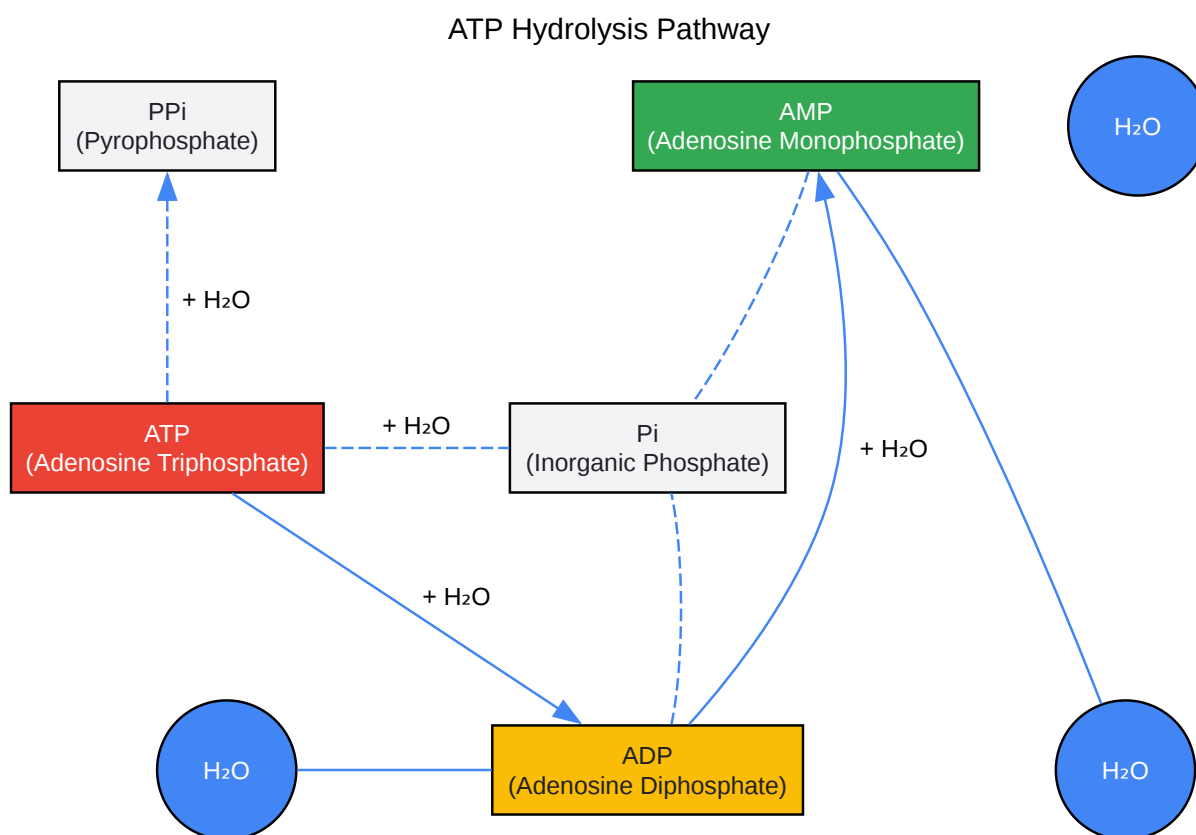 ATP Hydrolysis Pathway
PPi
(Pyrophosphate)
AMP
(Adenosine Monophosphate)
H₂O
+ H₂O
ATP
(Adenosine Triphosphate)
+ H₂O
Pi
(Inorganic Phosphate)
+ H₂O
+ H₂O
H₂O
ADP
(Adenosine Diphosphate)
H₂O